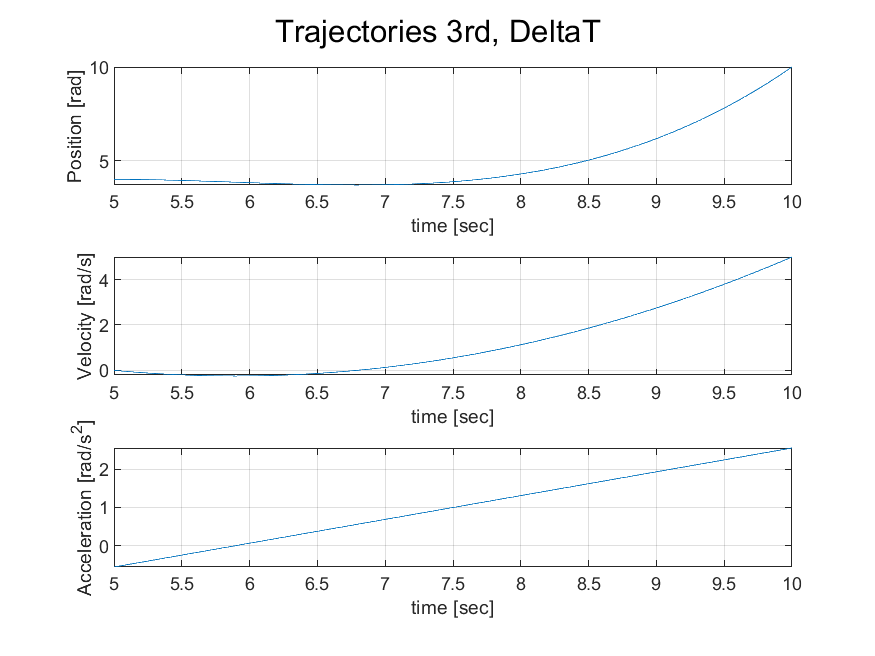 Trajectories 3rd, DeltaT
Position [rad]
10
5
5 5.5 6 6.5 7 7.5 8 8.5 9 9.5 10
time [sec]
Velocity [rad/s]
4
2
0
5 5.5 6 6.5 7 7.5 8 8.5 9 9.5 10
time [sec]
Acceleration [rad/s²]
2
1
0
5 5.5 6 6.5 7 7.5 8 8.5 9 9.5 10
time [sec]